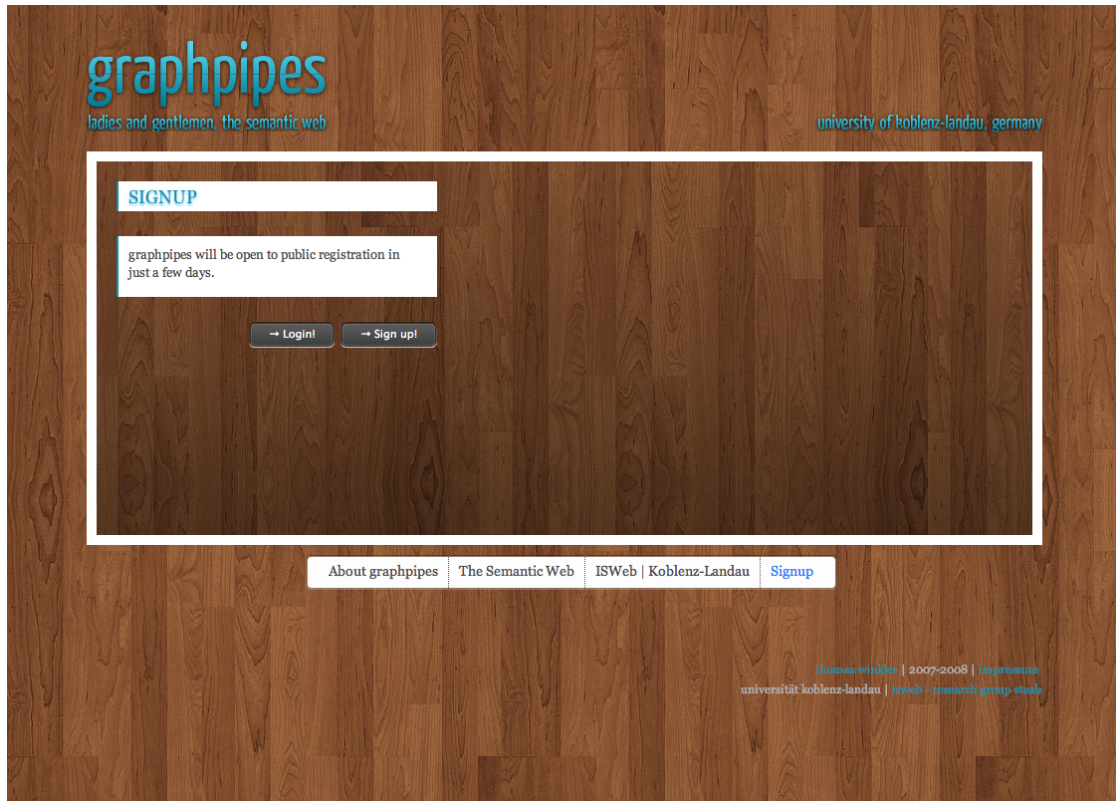 graphpipes
ladies and gentlemen, the semantic web
university of koblenz-landau, germany
SIGNUP
graphpipes will be open to public registration in
just a few days.
→ Login!
→ Sign up!
About graphpipes
The Semantic Web
ISWeb | Koblenz-Landau
Signup
thomas winkler | 2007-2008 | impressum
universität koblenz-landau | isweb - research group staab